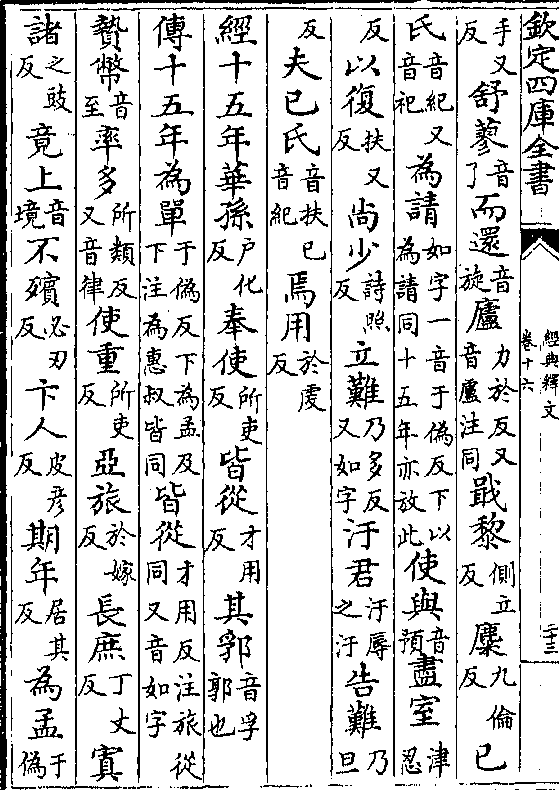 欽定四庫全書　經典釋文　卷十六　二十三
手又反舒蓼音了而還音旋廬力於反又音盧注同戢黎側立反麇九倫反已
氏音紀又音祀為請如字一音于偽反下以為請同十五年亦放此使與音預盡室津忍
反以復扶又反尚少詩照反立難乃多反又如字汙君汙辱之汙告難乃旦
反夫已氏音扶已音紀焉用於虔反
經十五年華孫戶化反奉使所吏反皆從才用反其郛音孚郭也
傳十五年為單于偽反下為孟及下注為惠叔皆同皆從才用反注旅從同又音如字
贄幣音至率多所類反又音律使重所吏反亞旅於嫁反長庶丁丈反寘
諸之豉反竟上音境不殯必刃反卞人皮彥反期年居其反為孟于偽